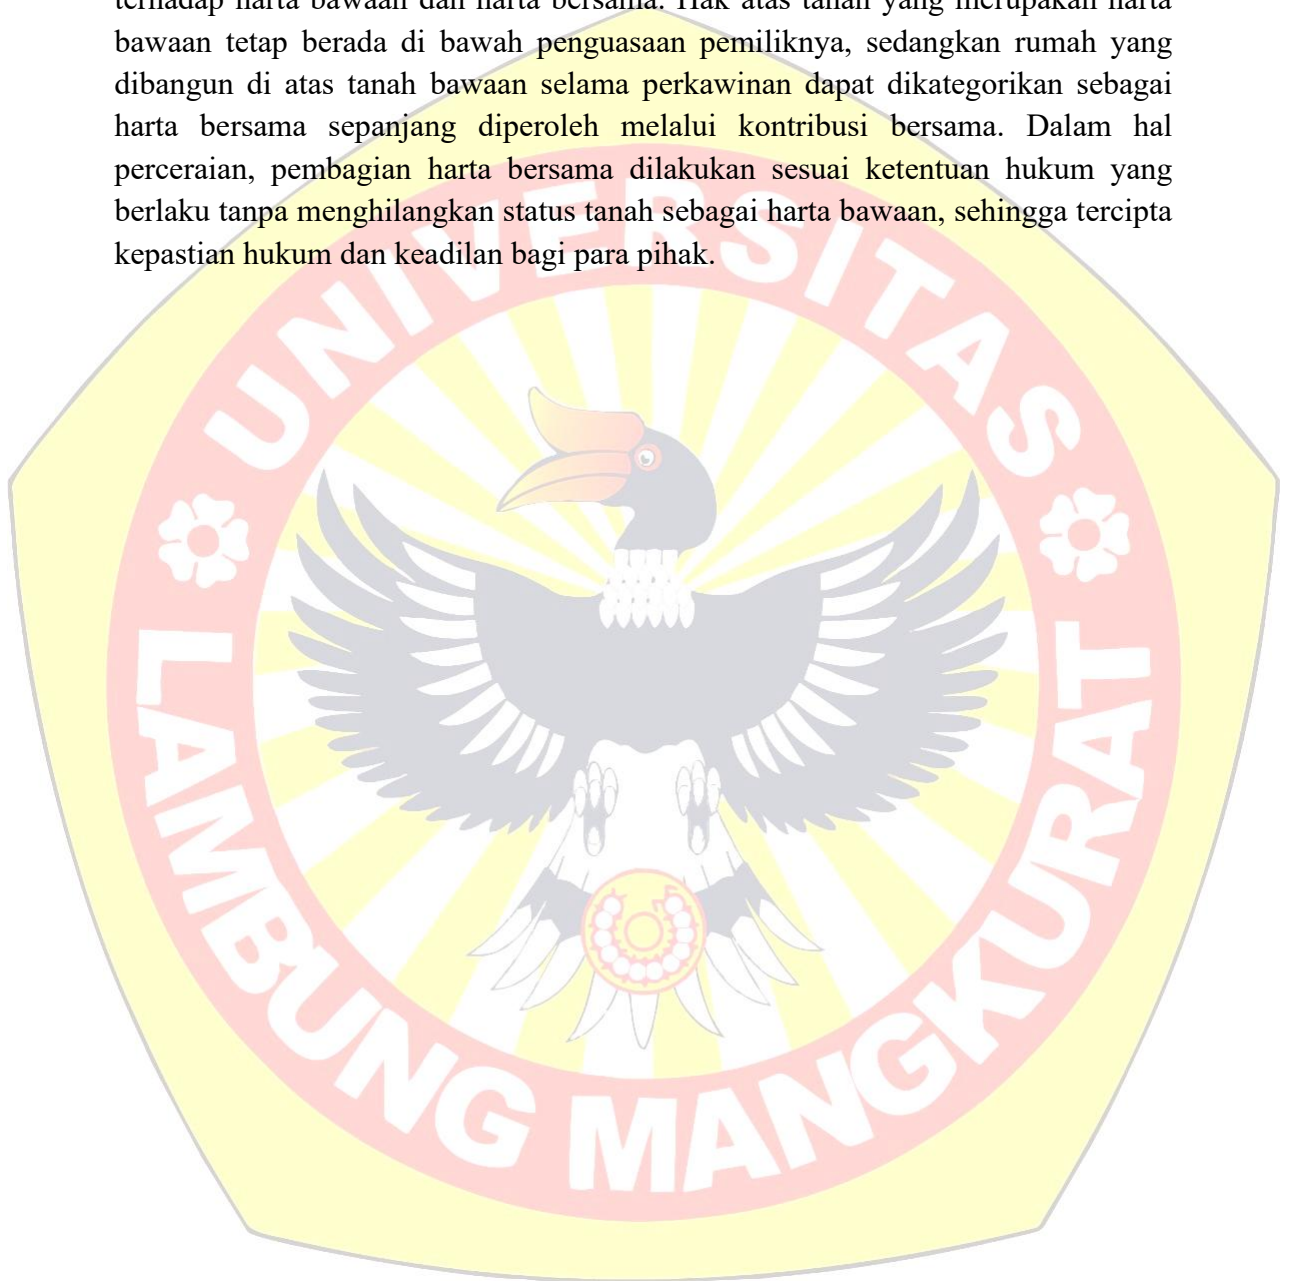 terhadap harta bawaan dan harta bersama. Hak atas tanah yang merupakan harta
bawaan tetap berada di bawah penguasaan pemiliknya, sedangkan rumah yang
dibangun di atas tanah bawaan selama perkawinan dapat dikategorikan sebagai
harta bersama sepanjang diperoleh melalui kontribusi bersama. Dalam hal
perceraian, pembagian harta bersama dilakukan sesuai ketentuan hukum yang
berlaku tanpa menghilangkan status tanah sebagai harta bawaan, sehingga tercipta
kepastian hukum dan keadilan bagi para pihak.
UNIVERSITAS
LAMBUNG MANGKURAT